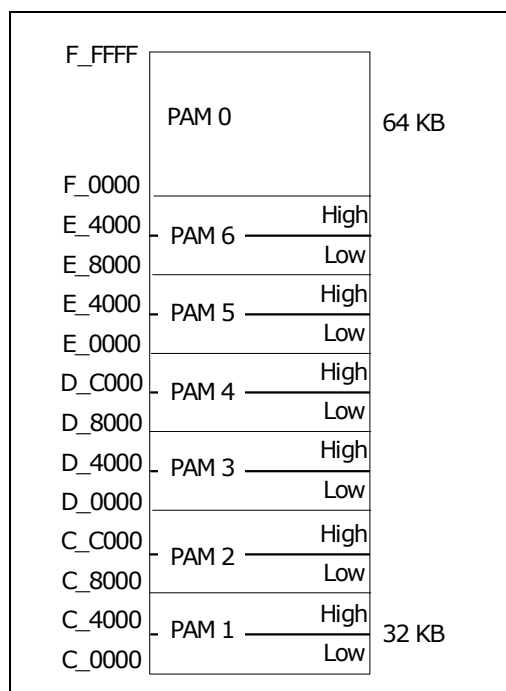 F_FFFF
PAM 0
64 KB
F_0000
E_4000
PAM 6
High
Low
E_8000
E_4000
PAM 5
High
Low
E_0000
D_C000
PAM 4
High
Low
D_8000
D_4000
PAM 3
High
Low
D_0000
C_C000
PAM 2
High
Low
C_8000
C_4000
PAM 1
High
32 KB
Low
C_0000